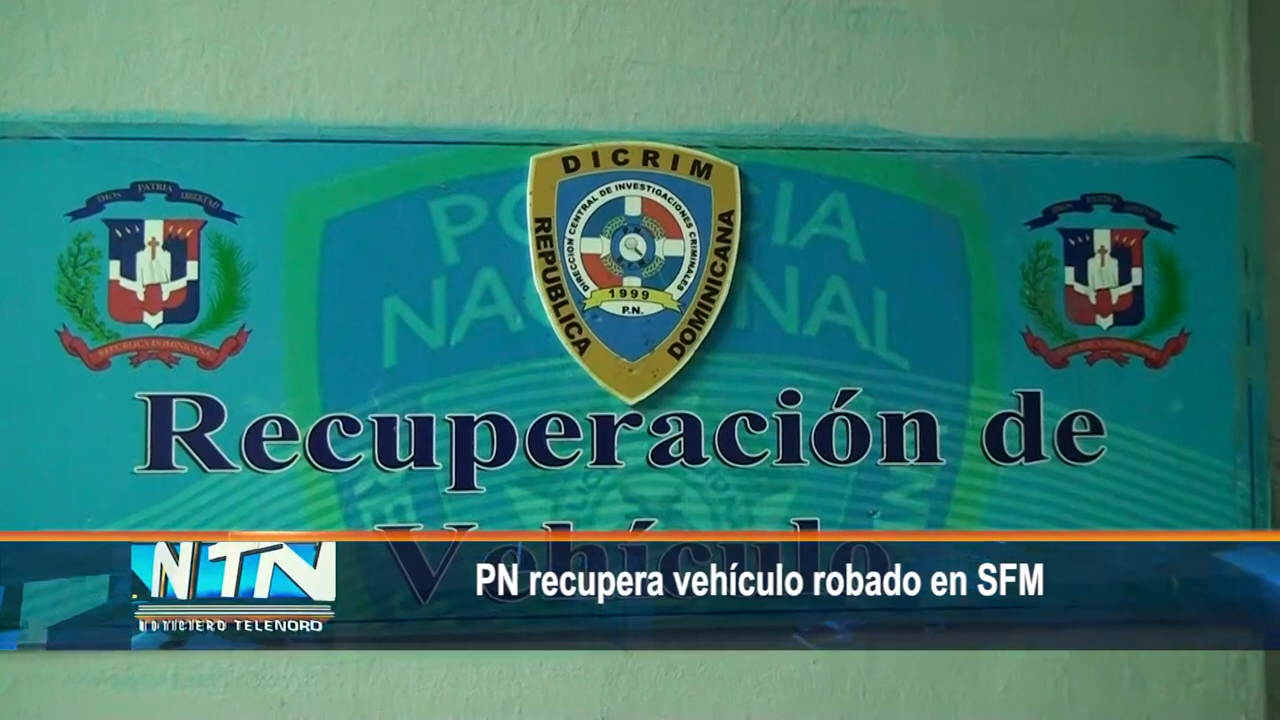 DICRIM
DIRECCION CENTRAL DE INVESTIGACIONES CRIMINALES
REPUBLICA
DOMINICANA
1999
P.N.
POLICIA
NACIONAL
DIOS PATRIA LIBERTAD
REPUBLICA DOMINICANA
Recuperación de
Vehículo
NTN
NOTICIERO TELENORD
PN recupera vehículo robado en SFM